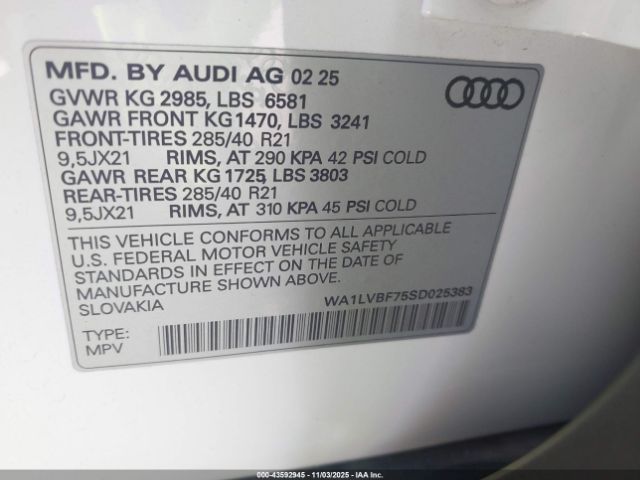 MFD. BY AUDI AG 02 25
GVWR KG 2985, LBS 6581
GAWR FRONT KG1470, LBS 3241
FRONT-TIRES 285/40 R21
9,5JX21 RIMS, AT 290 KPA 42 PSI COLD
GAWR REAR KG 1725, LBS 3803
REAR-TIRES 285/40 R21
9,5JX21 RIMS, AT 310 KPA 45 PSI COLD
THIS VEHICLE CONFORMS TO ALL APPLICABLE
U.S. FEDERAL MOTOR VEHICLE SAFETY
STANDARDS IN EFFECT ON THE DATE OF
MANUFACTURE SHOWN ABOVE.
SLOVAKIA
WA1LVBF75SD025383
TYPE:
MPV
000-43592945 - 11/03/2025 - IAA Inc.